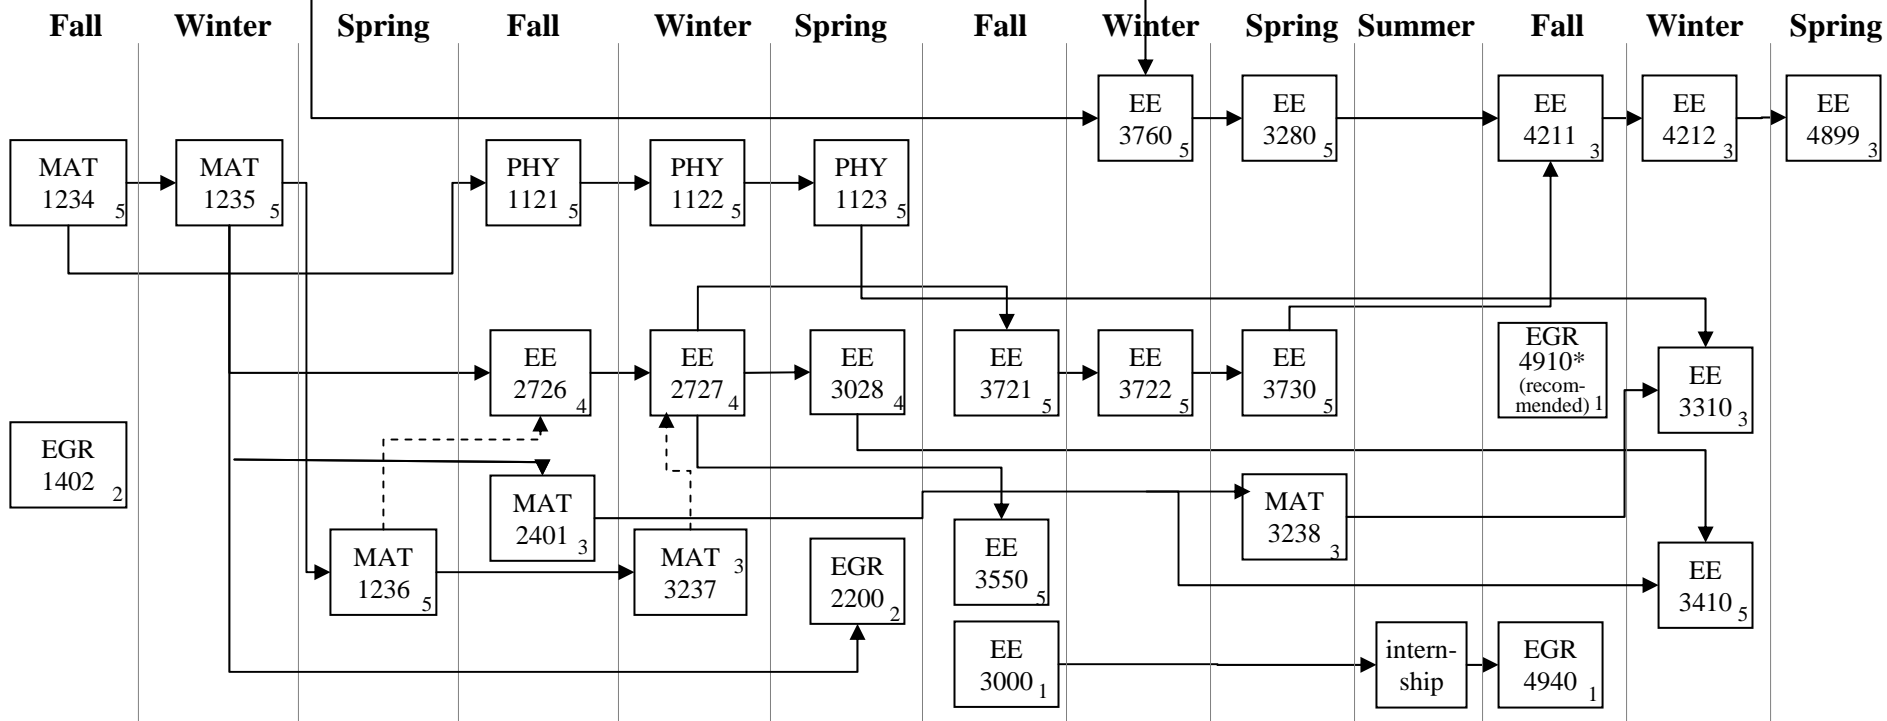 Fall Winter Spring Fall Winter Spring Fall Winter Spring Summer Fall Winter Spring
EE
3760 5
EE
3280 5
EE
4211 3
EE
4212 3
EE
4899 3
MAT
1234 5
MAT
1235 5
PHY
1121 5
PHY
1122 5
PHY
1123 5
EE
2726 4
EE
2727 4
EE
3028 4
EE
3721 5
EE
3722 5
EE
3730 5
EGR
4910*
(recom-
mended) 1
EE
3310 3
EGR
1402 2
MAT
2401 3
MAT
3238 3
MAT
1236 5
MAT 3
3237
EGR
2200 2
EE
3550 5
EE
3410 5
EE
3000 1
intern-
ship
EGR
4940 1